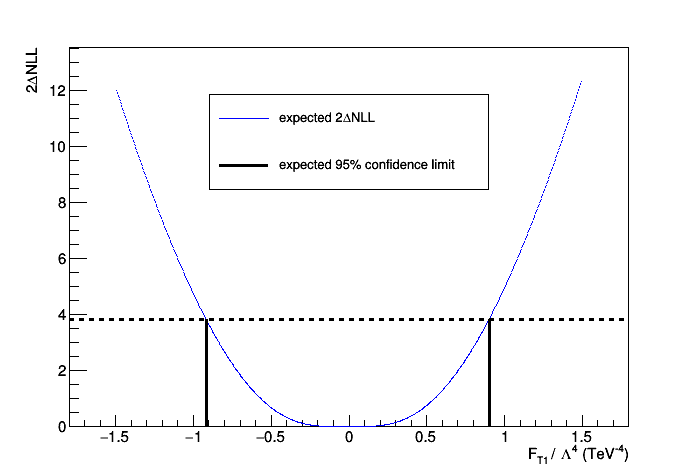 2ΔNLL
12
10
8
6
4
2
0
expected 2ΔNLL
expected 95% confidence limit
−1.5 −1 −0.5 0 0.5 1 1.5
F_T1 / Λ^4 (TeV^-4)